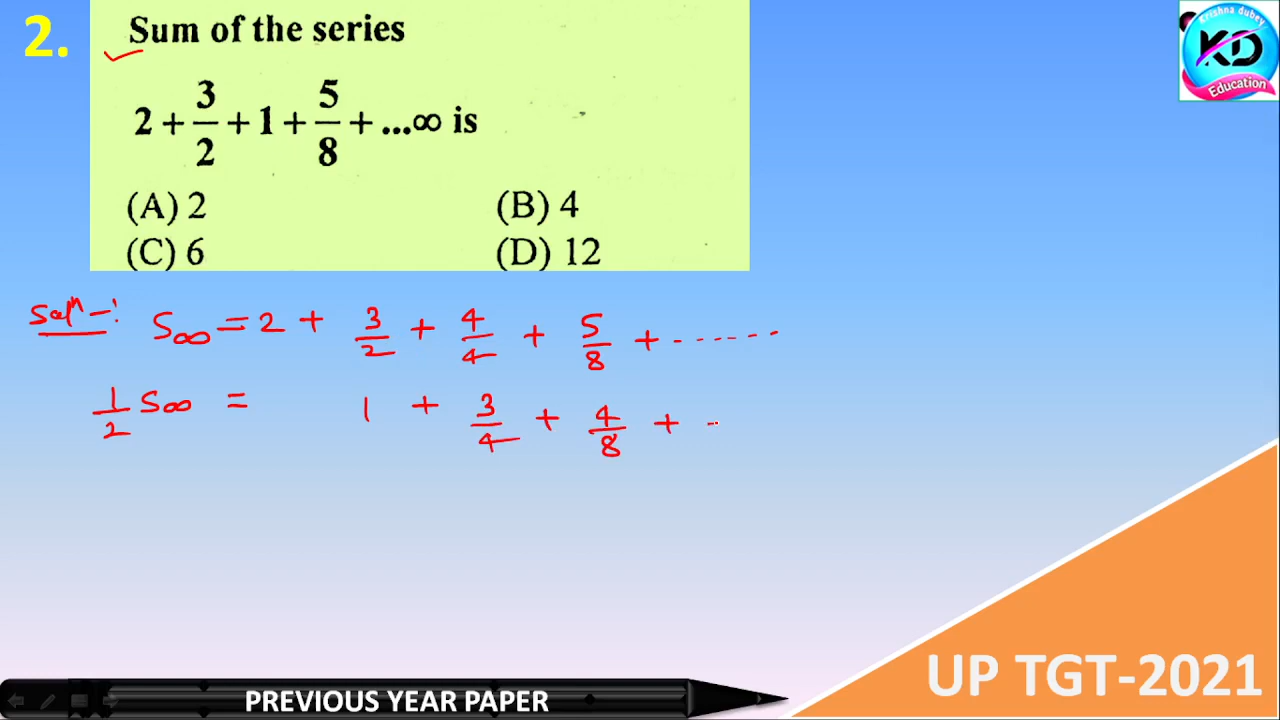 2.
Sum of the series
2 + 3/2 + 1 + 5/8 + ...∞ is
(A) 2 (B) 4
(C) 6 (D) 12
Krishna dubey
KD
Education
Solⁿ –:
S∞ = 2 + 3/2 + 4/4 + 5/8 + .......
1/2 S∞ = 1 + 3/4 + 4/8 + ..
UP TGT-2021
PREVIOUS YEAR PAPER